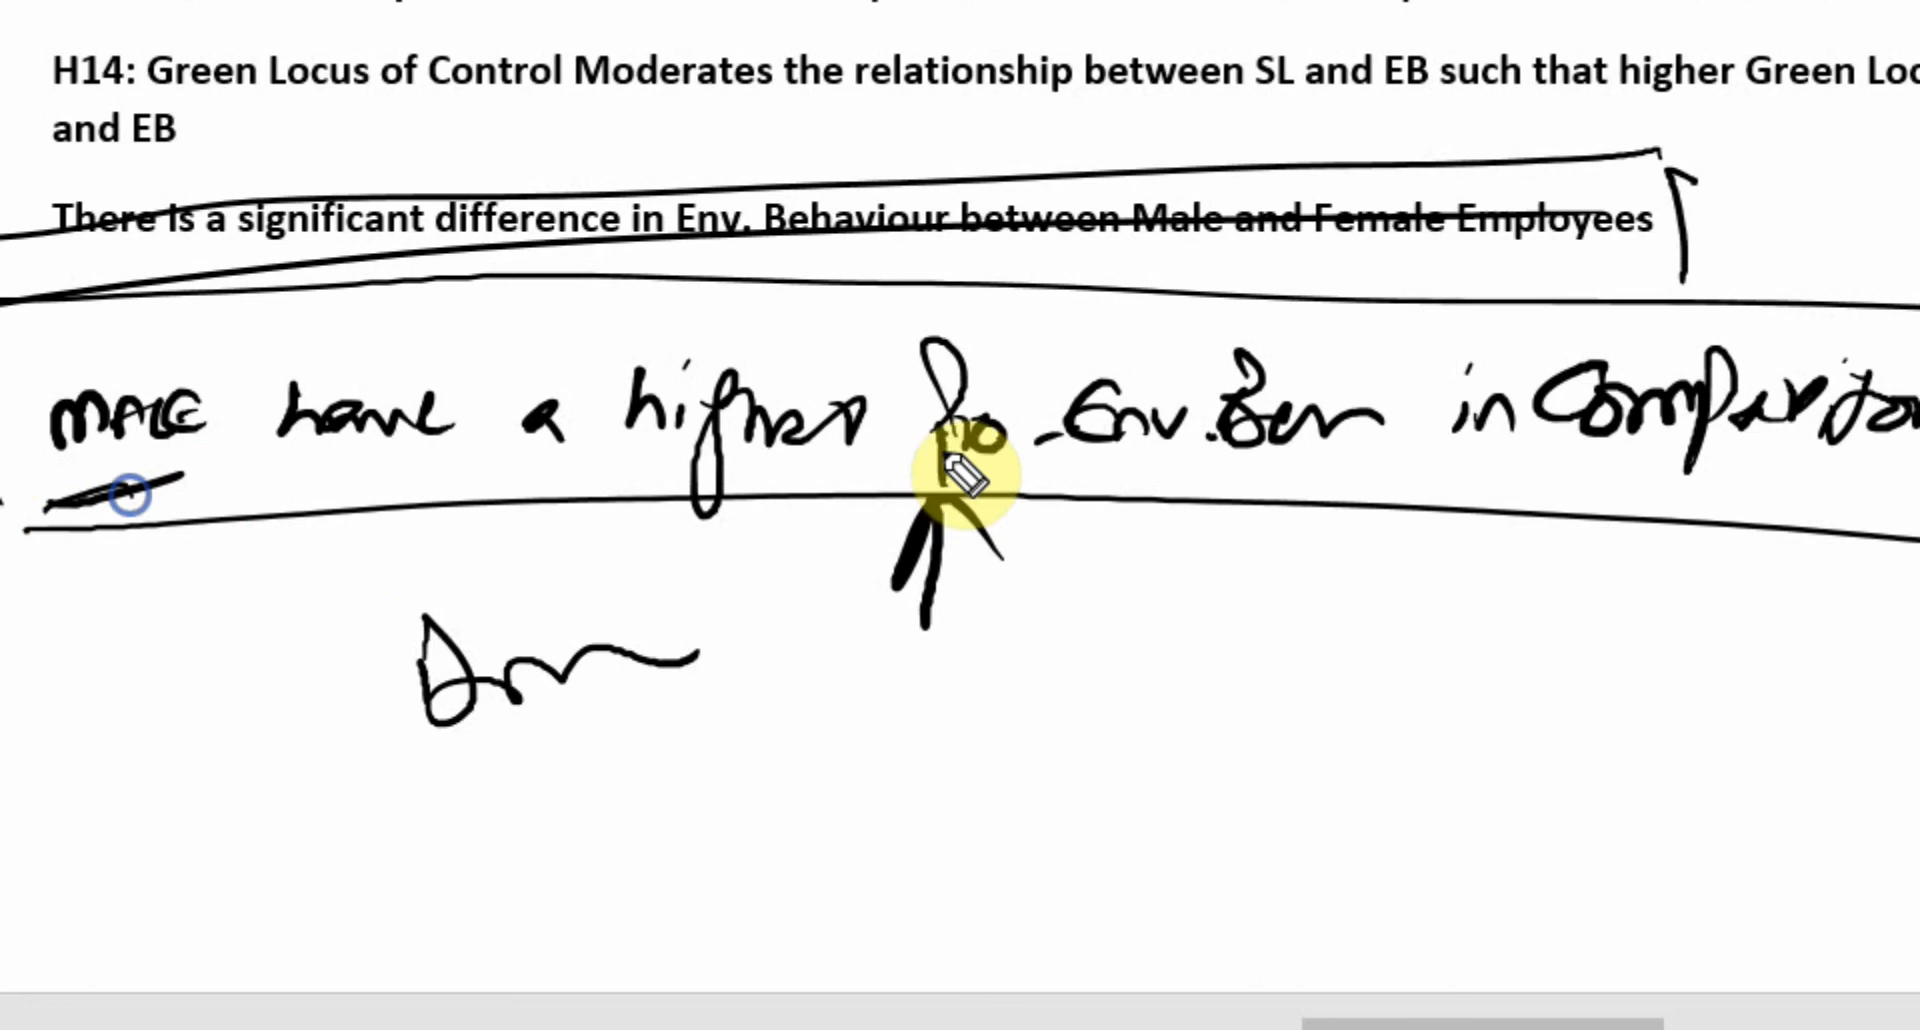 H14: Green Locus of Control Moderates the relationship between SL and EB such that higher Green Loc
and EB
There is a significant difference in Env. Behaviour between Male and Female Employees
MALE have a higher Pro-Env. Beh in Comparison